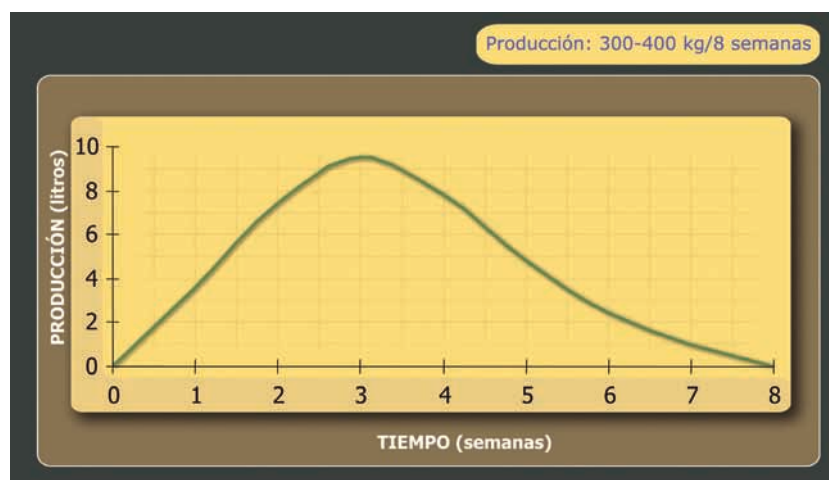 Producción: 300-400 kg/8 semanas
PRODUCCIÓN (litros)
10
8
6
4
2
0
0 1 2 3 4 5 6 7 8
TIEMPO (semanas)